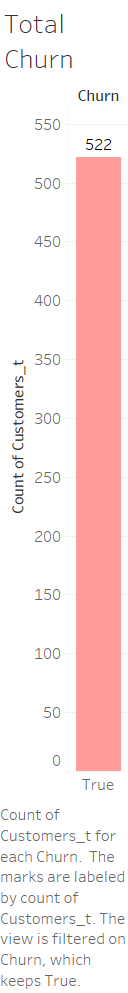 Total
Churn
Churn
522
550
500
450
400
350
300
250
200
150
100
50
0
Count of Customers_t
True
Count of
Customers_t for
each Churn.  The
marks are labeled
by count of
Customers_t. The
view is filtered on
Churn, which
keeps True.